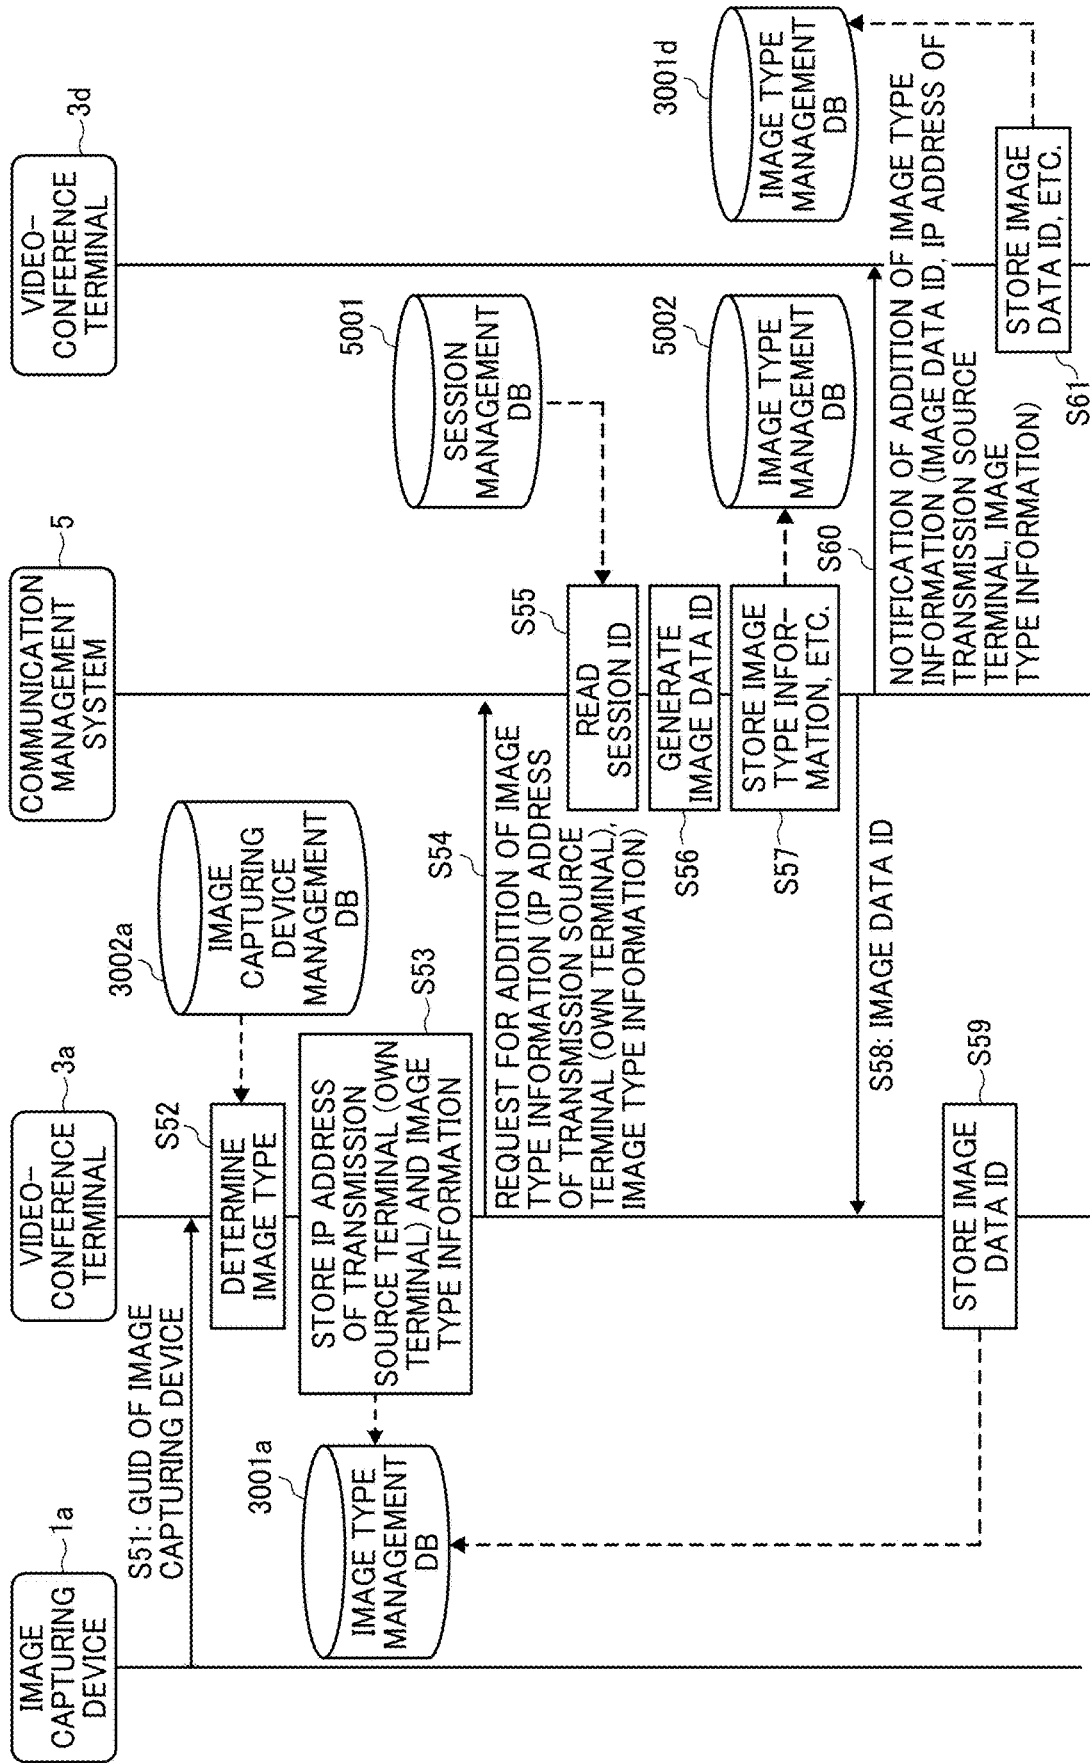 IMAGE
CAPTURING
DEVICE
1a
VIDEO-
CONFERENCE
TERMINAL
3a
COMMUNICATION
MANAGEMENT
SYSTEM
5
VIDEO-
CONFERENCE
TERMINAL
3d
S51: GUID OF IMAGE
CAPTURING DEVICE
S52
DETERMINE
IMAGE TYPE
3002a
IMAGE
CAPTURING
DEVICE
MANAGEMENT
DB
S53
STORE IP ADDRESS
OF TRANSMISSION
SOURCE TERMINAL (OWN
TERMINAL) AND IMAGE
TYPE INFORMATION
3001a
IMAGE TYPE
MANAGEMENT
DB
S54
REQUEST FOR ADDITION OF IMAGE
TYPE INFORMATION (IP ADDRESS
OF TRANSMISSION SOURCE
TERMINAL (OWN TERMINAL),
IMAGE TYPE INFORMATION)
5001
SESSION
MANAGEMENT
DB
S55
READ
SESSION ID
S56
GENERATE
IMAGE DATA ID
S57
STORE IMAGE
TYPE INFOR-
MATION, ETC.
5002
IMAGE TYPE
MANAGEMENT
DB
S58: IMAGE DATA ID
S59
STORE IMAGE
DATA ID
S60
NOTIFICATION OF ADDITION OF IMAGE TYPE
INFORMATION (IMAGE DATA ID, IP ADDRESS OF
TRANSMISSION SOURCE
TERMINAL, IMAGE
TYPE INFORMATION)
3001d
IMAGE TYPE
MANAGEMENT
DB
S61
STORE IMAGE
DATA ID, ETC.